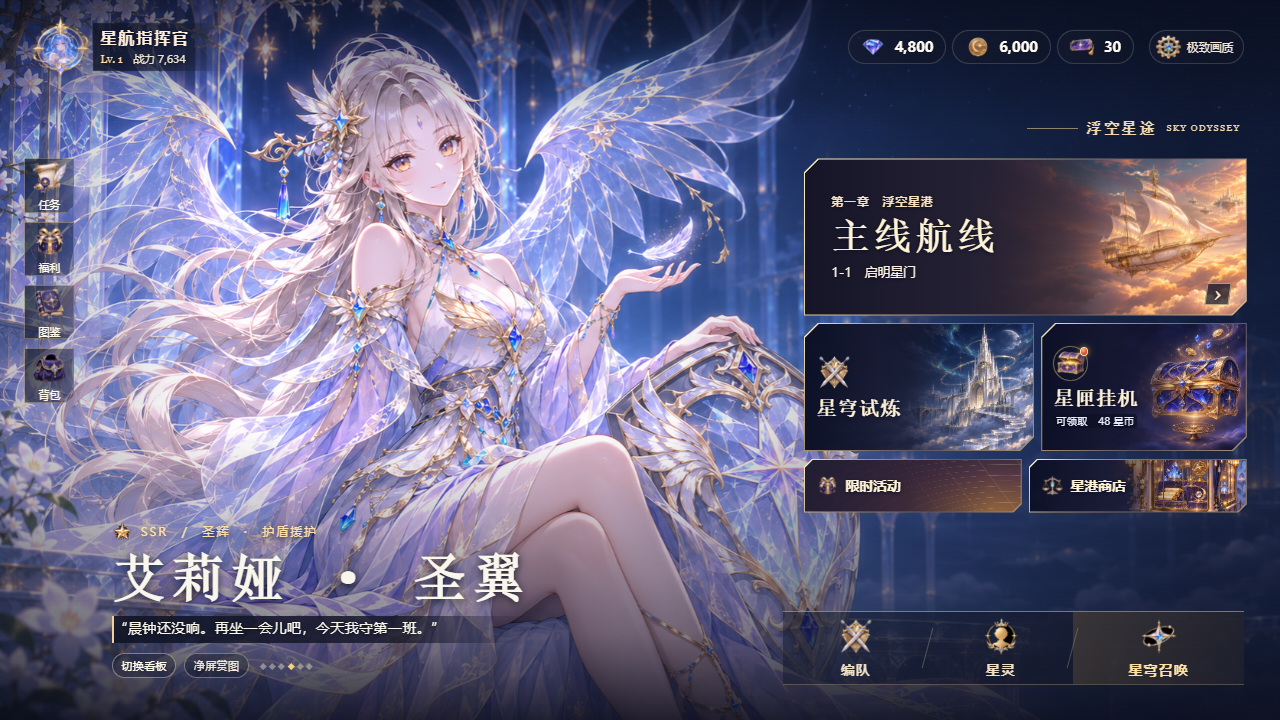 星航指挥官
Lv. 1 战力 7,634
4,800
6,000
30
极致画质
浮空星途 SKY ODYSSEY
任务
福利
图鉴
背包
第一章 浮空星港
主线航线
1-1 启明星门
星穹试炼
星匣挂机
可领取 48 星币
限时活动
星港商店
SSR / 圣辉 · 护盾援护
艾莉娅 · 圣翼
“晨钟还没响。再坐一会儿吧，今天我守第一班。”
切换看板
净屏赏图
编队
星灵
星穹召唤